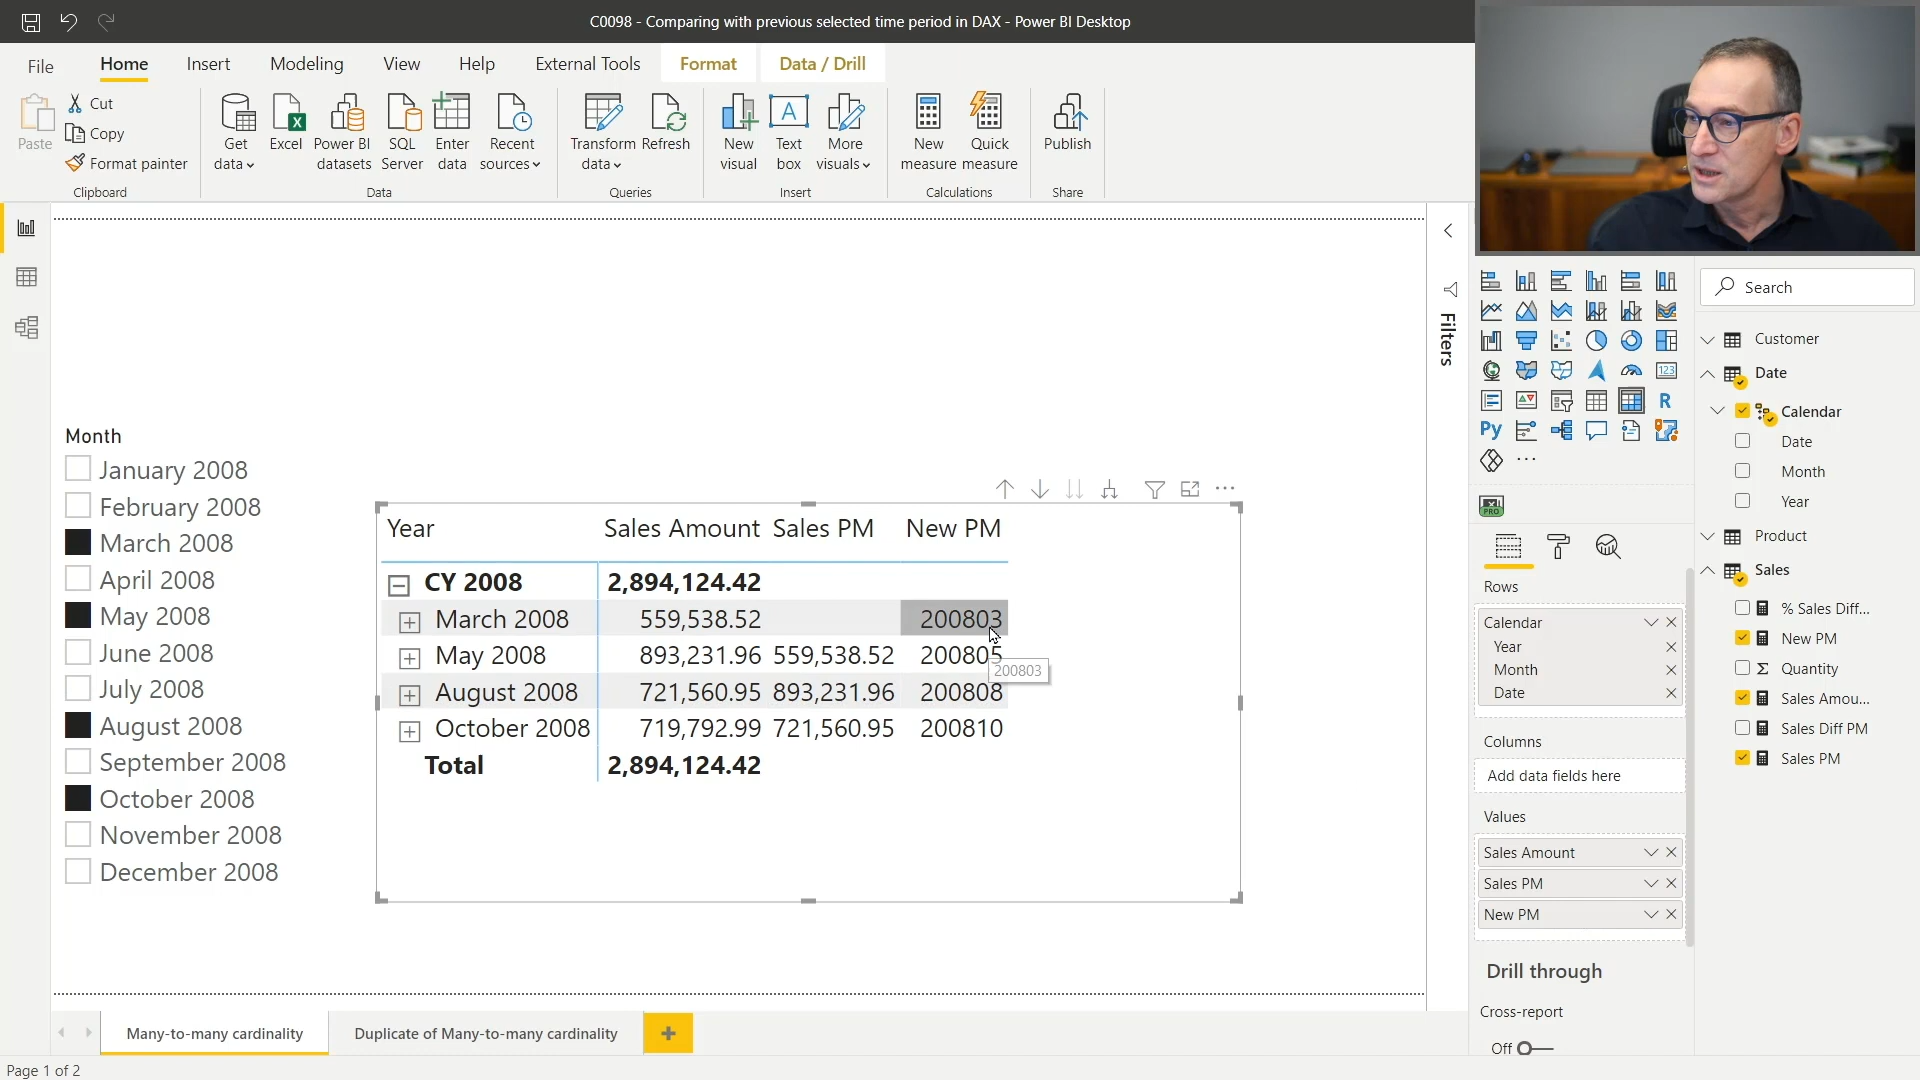 C0098 - Comparing with previous selected time period in DAX - Power BI Desktop
File Home Insert Modeling View Help External Tools Format Data / Drill
Paste
Cut
Copy
Format painter
Clipboard
Get data
Excel
Power BI datasets
SQL Server
Enter data
Recent sources
Data
Transform data
Refresh
Queries
New visual
Text box
More visuals
Insert
New measure
Quick measure
Calculations
Publish
Share
Month
January 2008
February 2008
March 2008
April 2008
May 2008
June 2008
July 2008
August 2008
September 2008
October 2008
November 2008
December 2008
Year Sales Amount Sales PM New PM
CY 2008 2,894,124.42
March 2008 559,538.52 200803
May 2008 893,231.96 559,538.52 200805
200803
August 2008 721,560.95 893,231.96 200808
October 2008 719,792.99 721,560.95 200810
Total 2,894,124.42
Filters
123
R
Py
PRO
Rows
Calendar
Year
Month
Date
Columns
Add data fields here
Values
Sales Amount
Sales PM
New PM
Drill through
Cross-report
Off
Search
Customer
Date
Calendar
Date
Month
Year
Product
Sales
% Sales Diff...
New PM
Quantity
Sales Amou...
Sales Diff PM
Sales PM
Many-to-many cardinality Duplicate of Many-to-many cardinality
Page 1 of 2